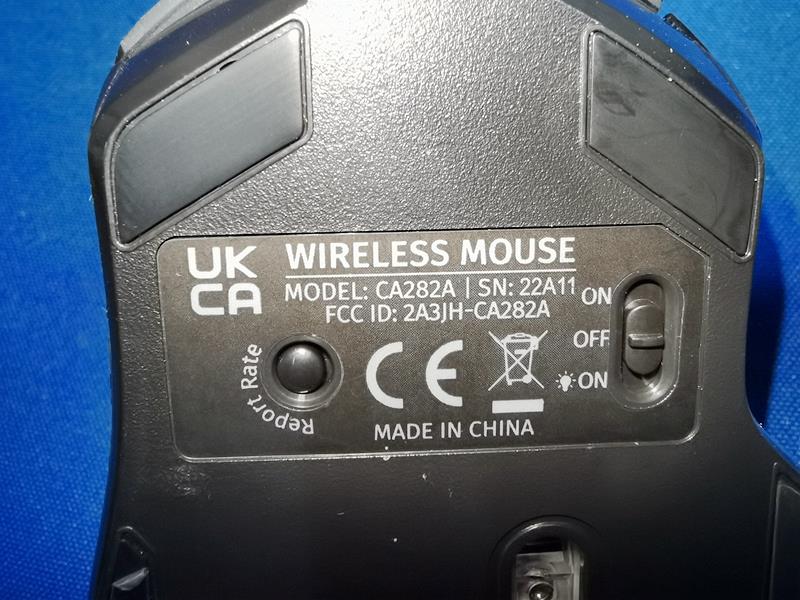 UK
CA
WIRELESS MOUSE
MODEL: CA282A | SN: 22A11
FCC ID: 2A3JH-CA282A
ON
OFF
ON
Report Rate
CE
MADE IN CHINA